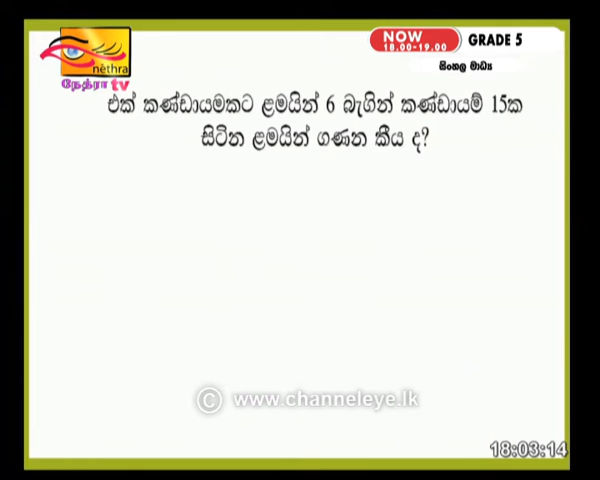 NOW
18.00-19.00
GRADE 5
සිංහල මාධ්‍ය
nēthra
நேத்ரா tv
එක් කණ්ඩායමකට ළමයින් 6 බැගින් කණ්ඩායම් 15ක
සිටින ළමයින් ගණන කීය ද?
© www.channeleye.lk
18:03:14